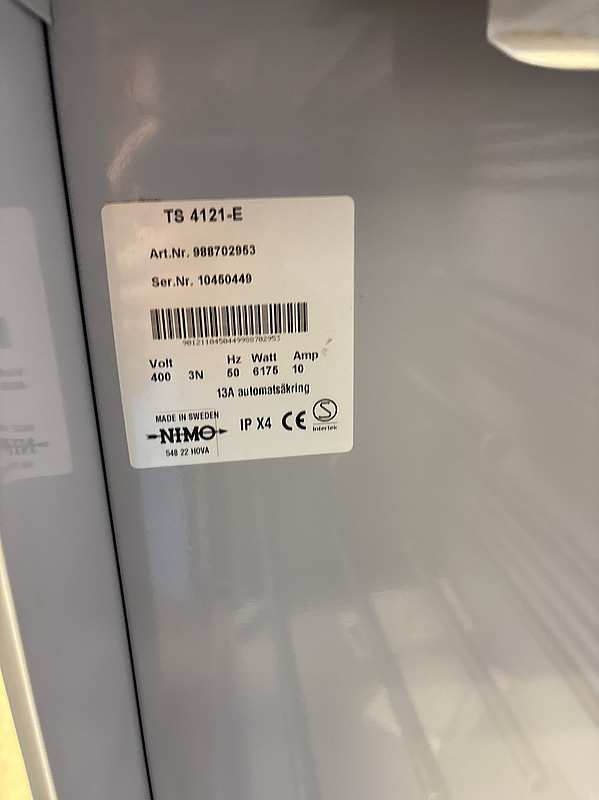 TS 4121-E
Art.Nr. 988702953
Ser.Nr. 10450449
9012110450449988702953
Volt Hz Watt Amp
400 3N 50 6175 10
13A automatsäkring
MADE IN SWEDEN
NIMO
548 22 HOVA
IP X4 CE S
Intertek